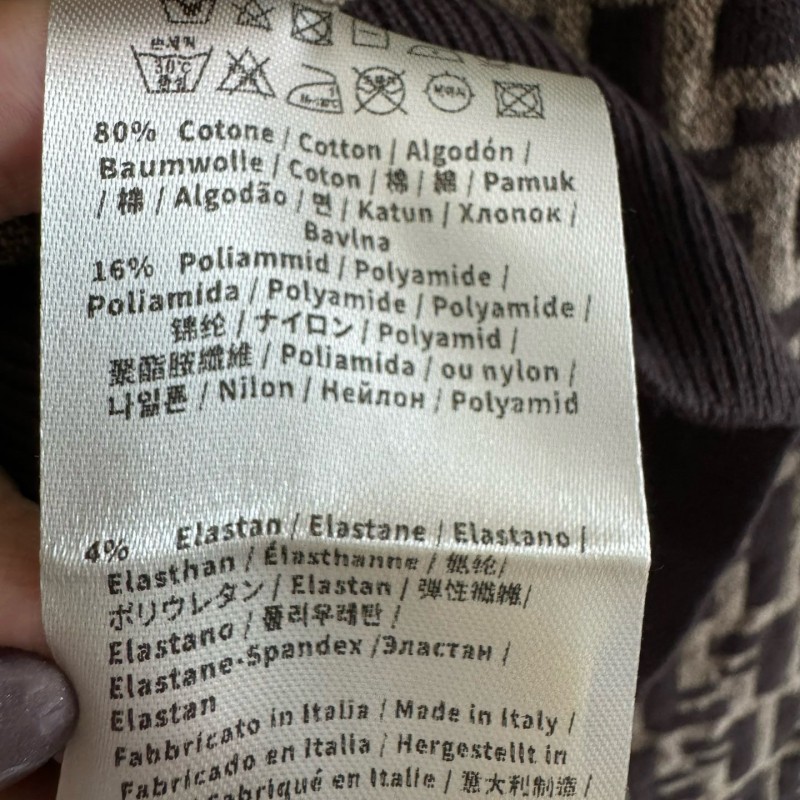 30°C
80% Cotone / Cotton / Algodón /
Baumwolle / Coton / 棉 / 綿 / Pamuk
/ 棉 / Algodão / 면 / Katun / Хлопок /
Bavlna
16% Poliammid / Polyamide /
Poliamida / Polyamide / Polyamide /
锦纶 / ナイロン / Polyamid /
聚酯胺纖維 / Poliamida / ou nylon /
나일론 / Nilon / Нейлон / Polyamid
4% Elastan / Elastane / Elastano /
Elasthan / Élasthanne / 氨纶/
ポリウレタン / Elastan / 弾性纖維/
Elastano / 폴리우레탄 /
Elastane-Spandex /Эластан /
Elastan
Fabbricato in Italia / Made in Italy /
Fabricado en Italia / Hergestellt in
Fabriqué en Italie / 意大利制造 /